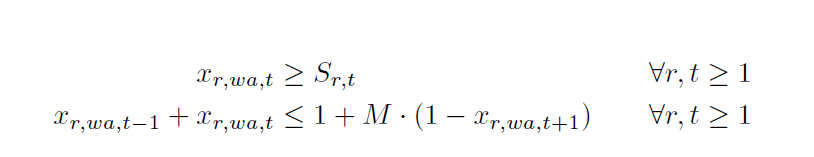 x_{r,wa,t} ≥ S_{r,t} ∀r, t ≥ 1
x_{r,wa,t−1} + x_{r,wa,t} ≤ 1 + M · (1 − x_{r,wa,t+1}) ∀r, t ≥ 1